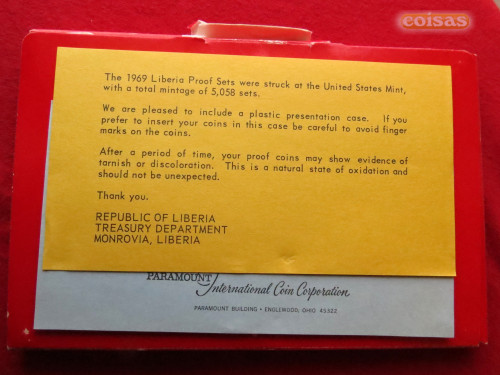 eoisas
The 1969 Liberia Proof Sets were struck at the United States Mint,
with a total mintage of 5,058 sets.
We are pleased to include a plastic presentation case. If you
prefer to insert your coins in this case be careful to avoid finger
marks on the coins.
After a period of time, your proof coins may show evidence of
tarnish or discoloration. This is a natural state of oxidation and
should not be unexpected.
Thank you.
REPUBLIC OF LIBERIA
TREASURY DEPARTMENT
MONROVIA, LIBERIA
PARAMOUNT International Coin Corporation
PARAMOUNT BUILDING • ENGLEWOOD, OHIO 45322